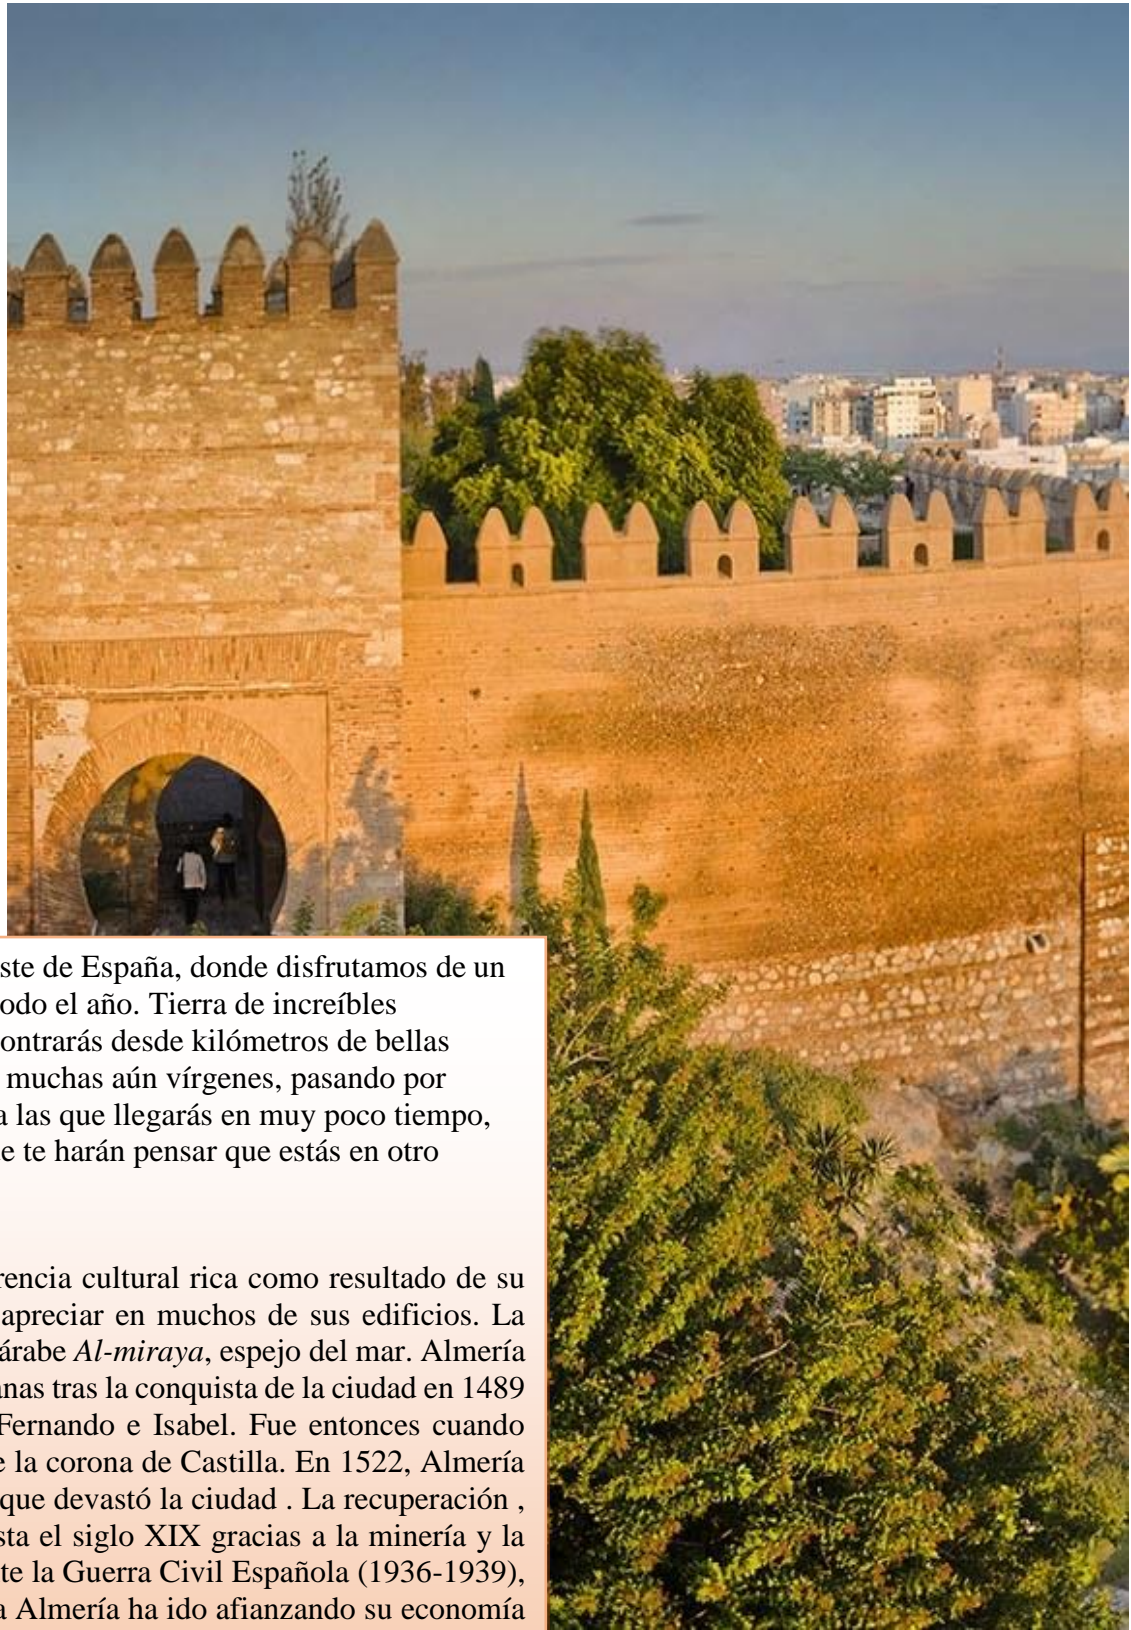 ste de España, donde disfrutamos de un
odo el año. Tierra de increíbles
ontrarás desde kilómetros de bellas
muchas aún vírgenes, pasando por
a las que llegarás en muy poco tiempo,
e te harán pensar que estás en otro
rencia cultural rica como resultado de su
apreciar en muchos de sus edificios. La
árabe Al-miraya, espejo del mar. Almería
anas tras la conquista de la ciudad en 1489
Fernando e Isabel. Fue entonces cuando
e la corona de Castilla. En 1522, Almería
que devastó la ciudad . La recuperación ,
sta el siglo XIX gracias a la minería y la
te la Guerra Civil Española (1936-1939),
a Almería ha ido afianzando su economía